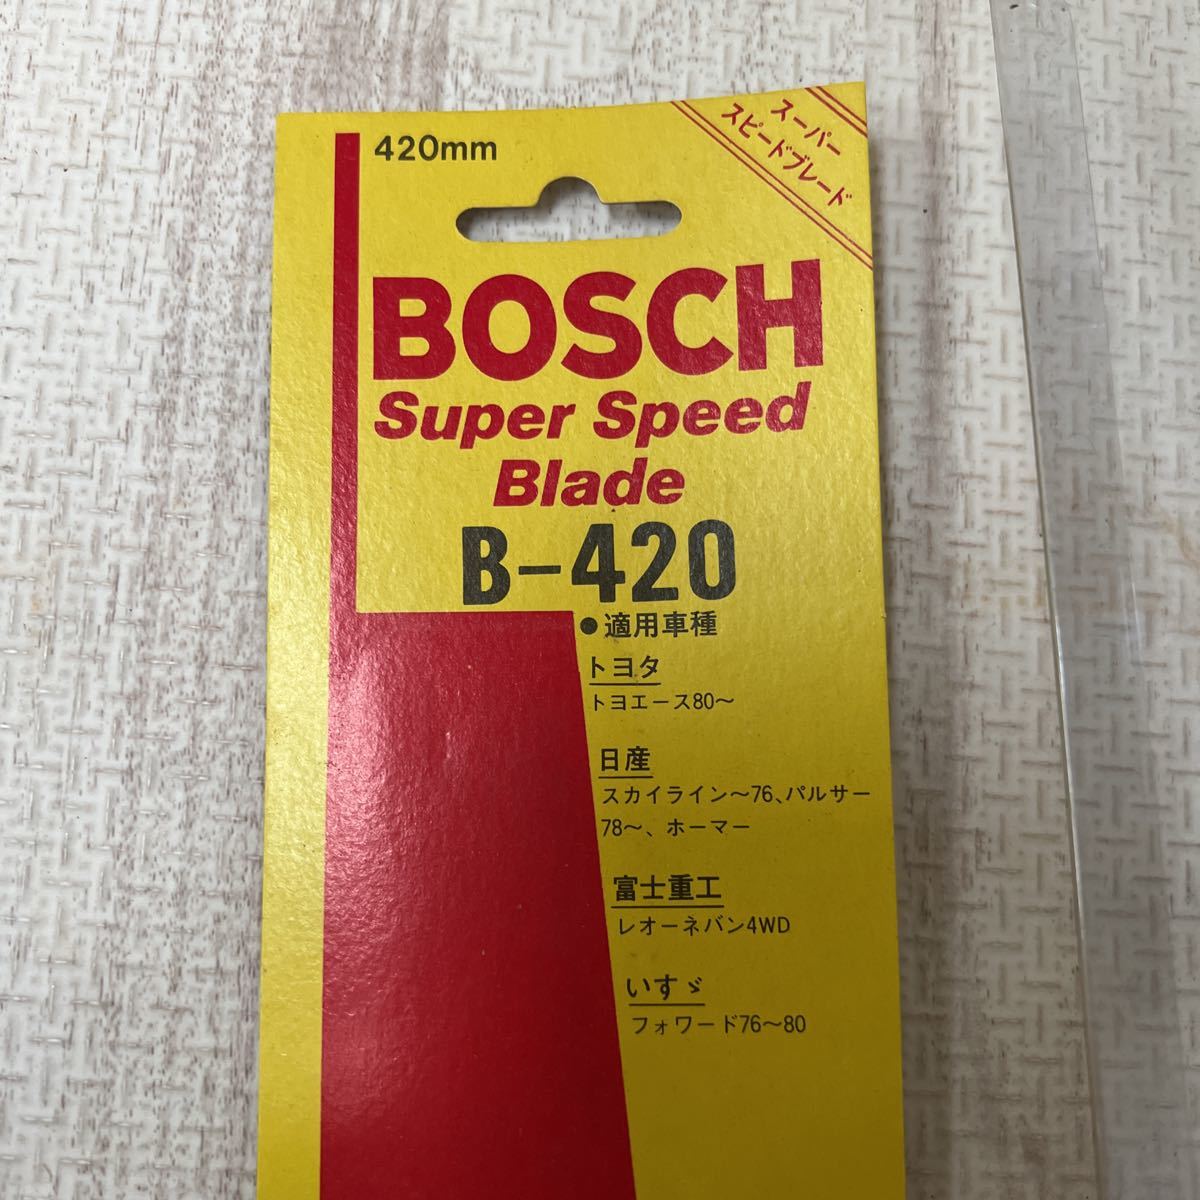 420mm
スーパー
スピードブレード
BOSCH
Super Speed
Blade
B-420
●適用車種
トヨタ
トヨエース80〜
日産
スカイライン〜76、パルサー
78〜、ホーマー
富士重工
レオーネバン4WD
いすゞ
フォワード76〜80